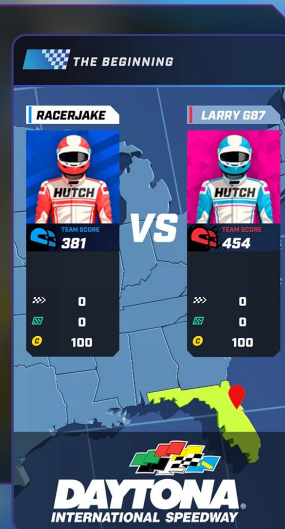 THE BEGINNING
RACERJAKE
LARRY G87
HUTCH
HUTCH
VS
TEAM SCORE
381
TEAM SCORE
454
0
0
0
0
C 100
C 100
DAYTONA
INTERNATIONAL SPEEDWAY